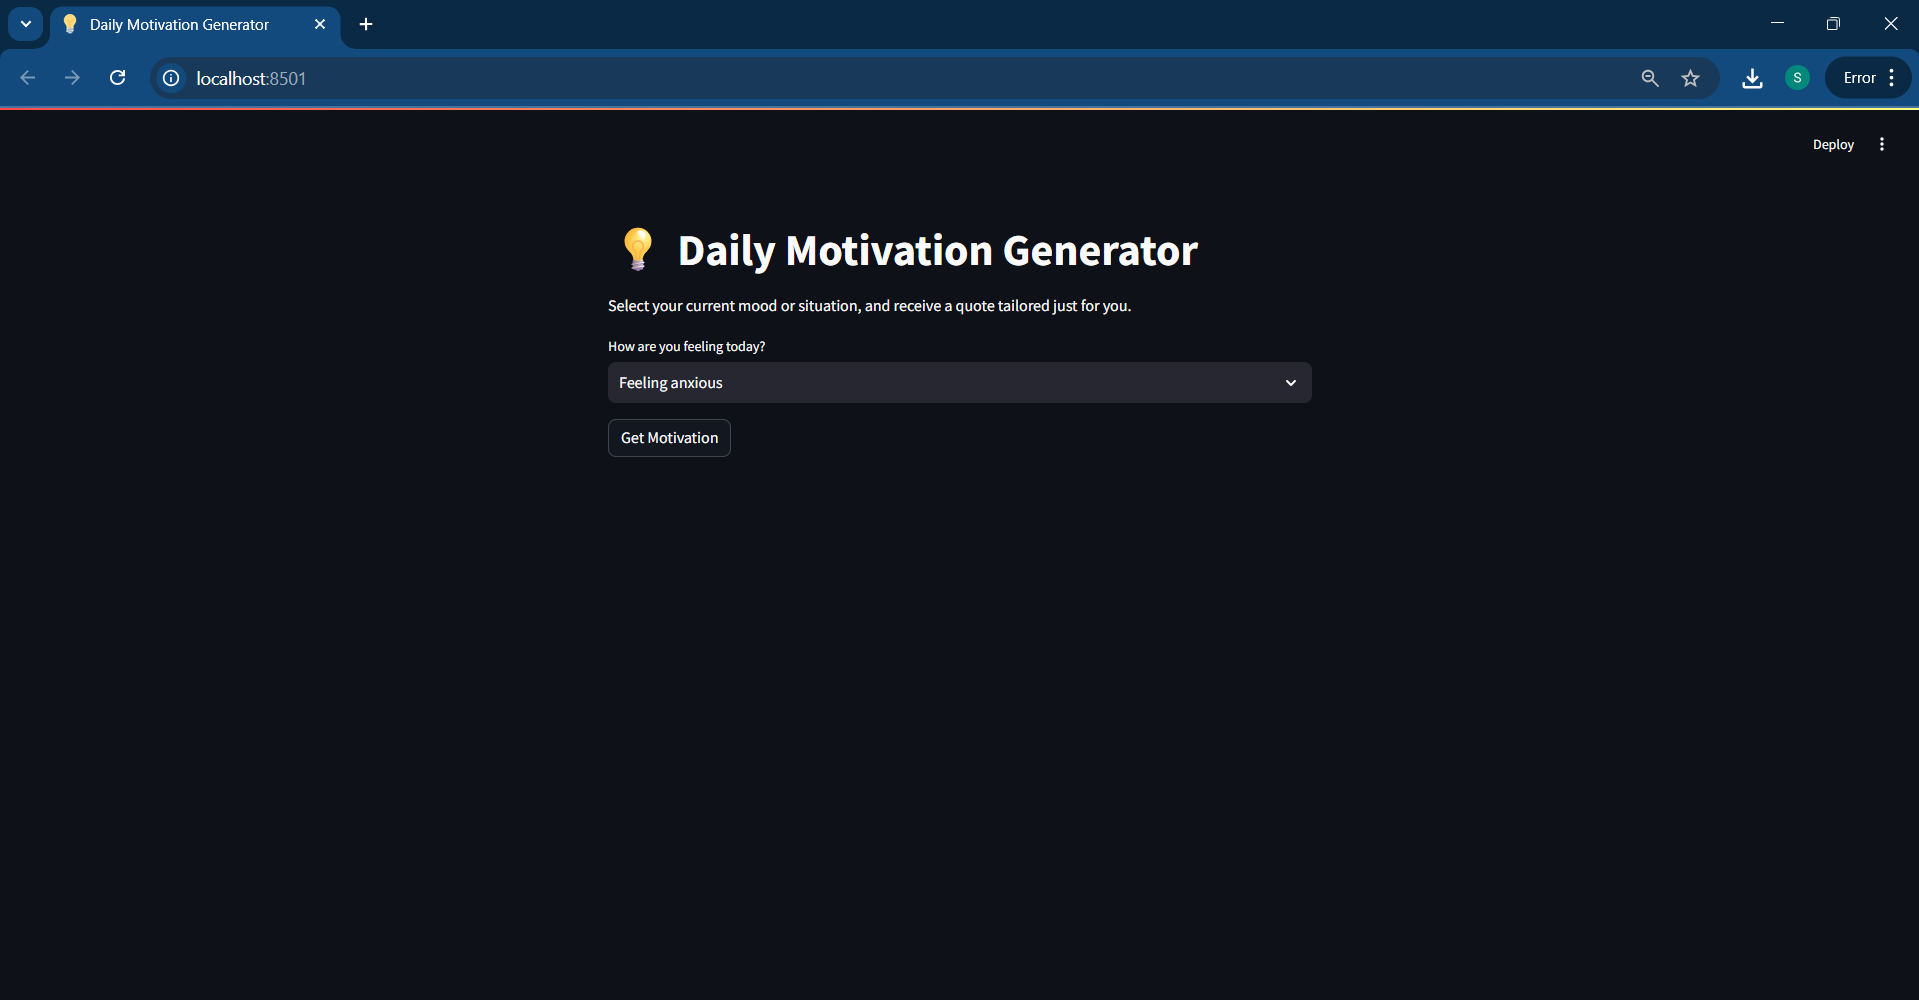 Daily Motivation Generator
localhost:8501
S
Error
Deploy
Daily Motivation Generator
Select your current mood or situation, and receive a quote tailored just for you.
How are you feeling today?
Feeling anxious
Get Motivation